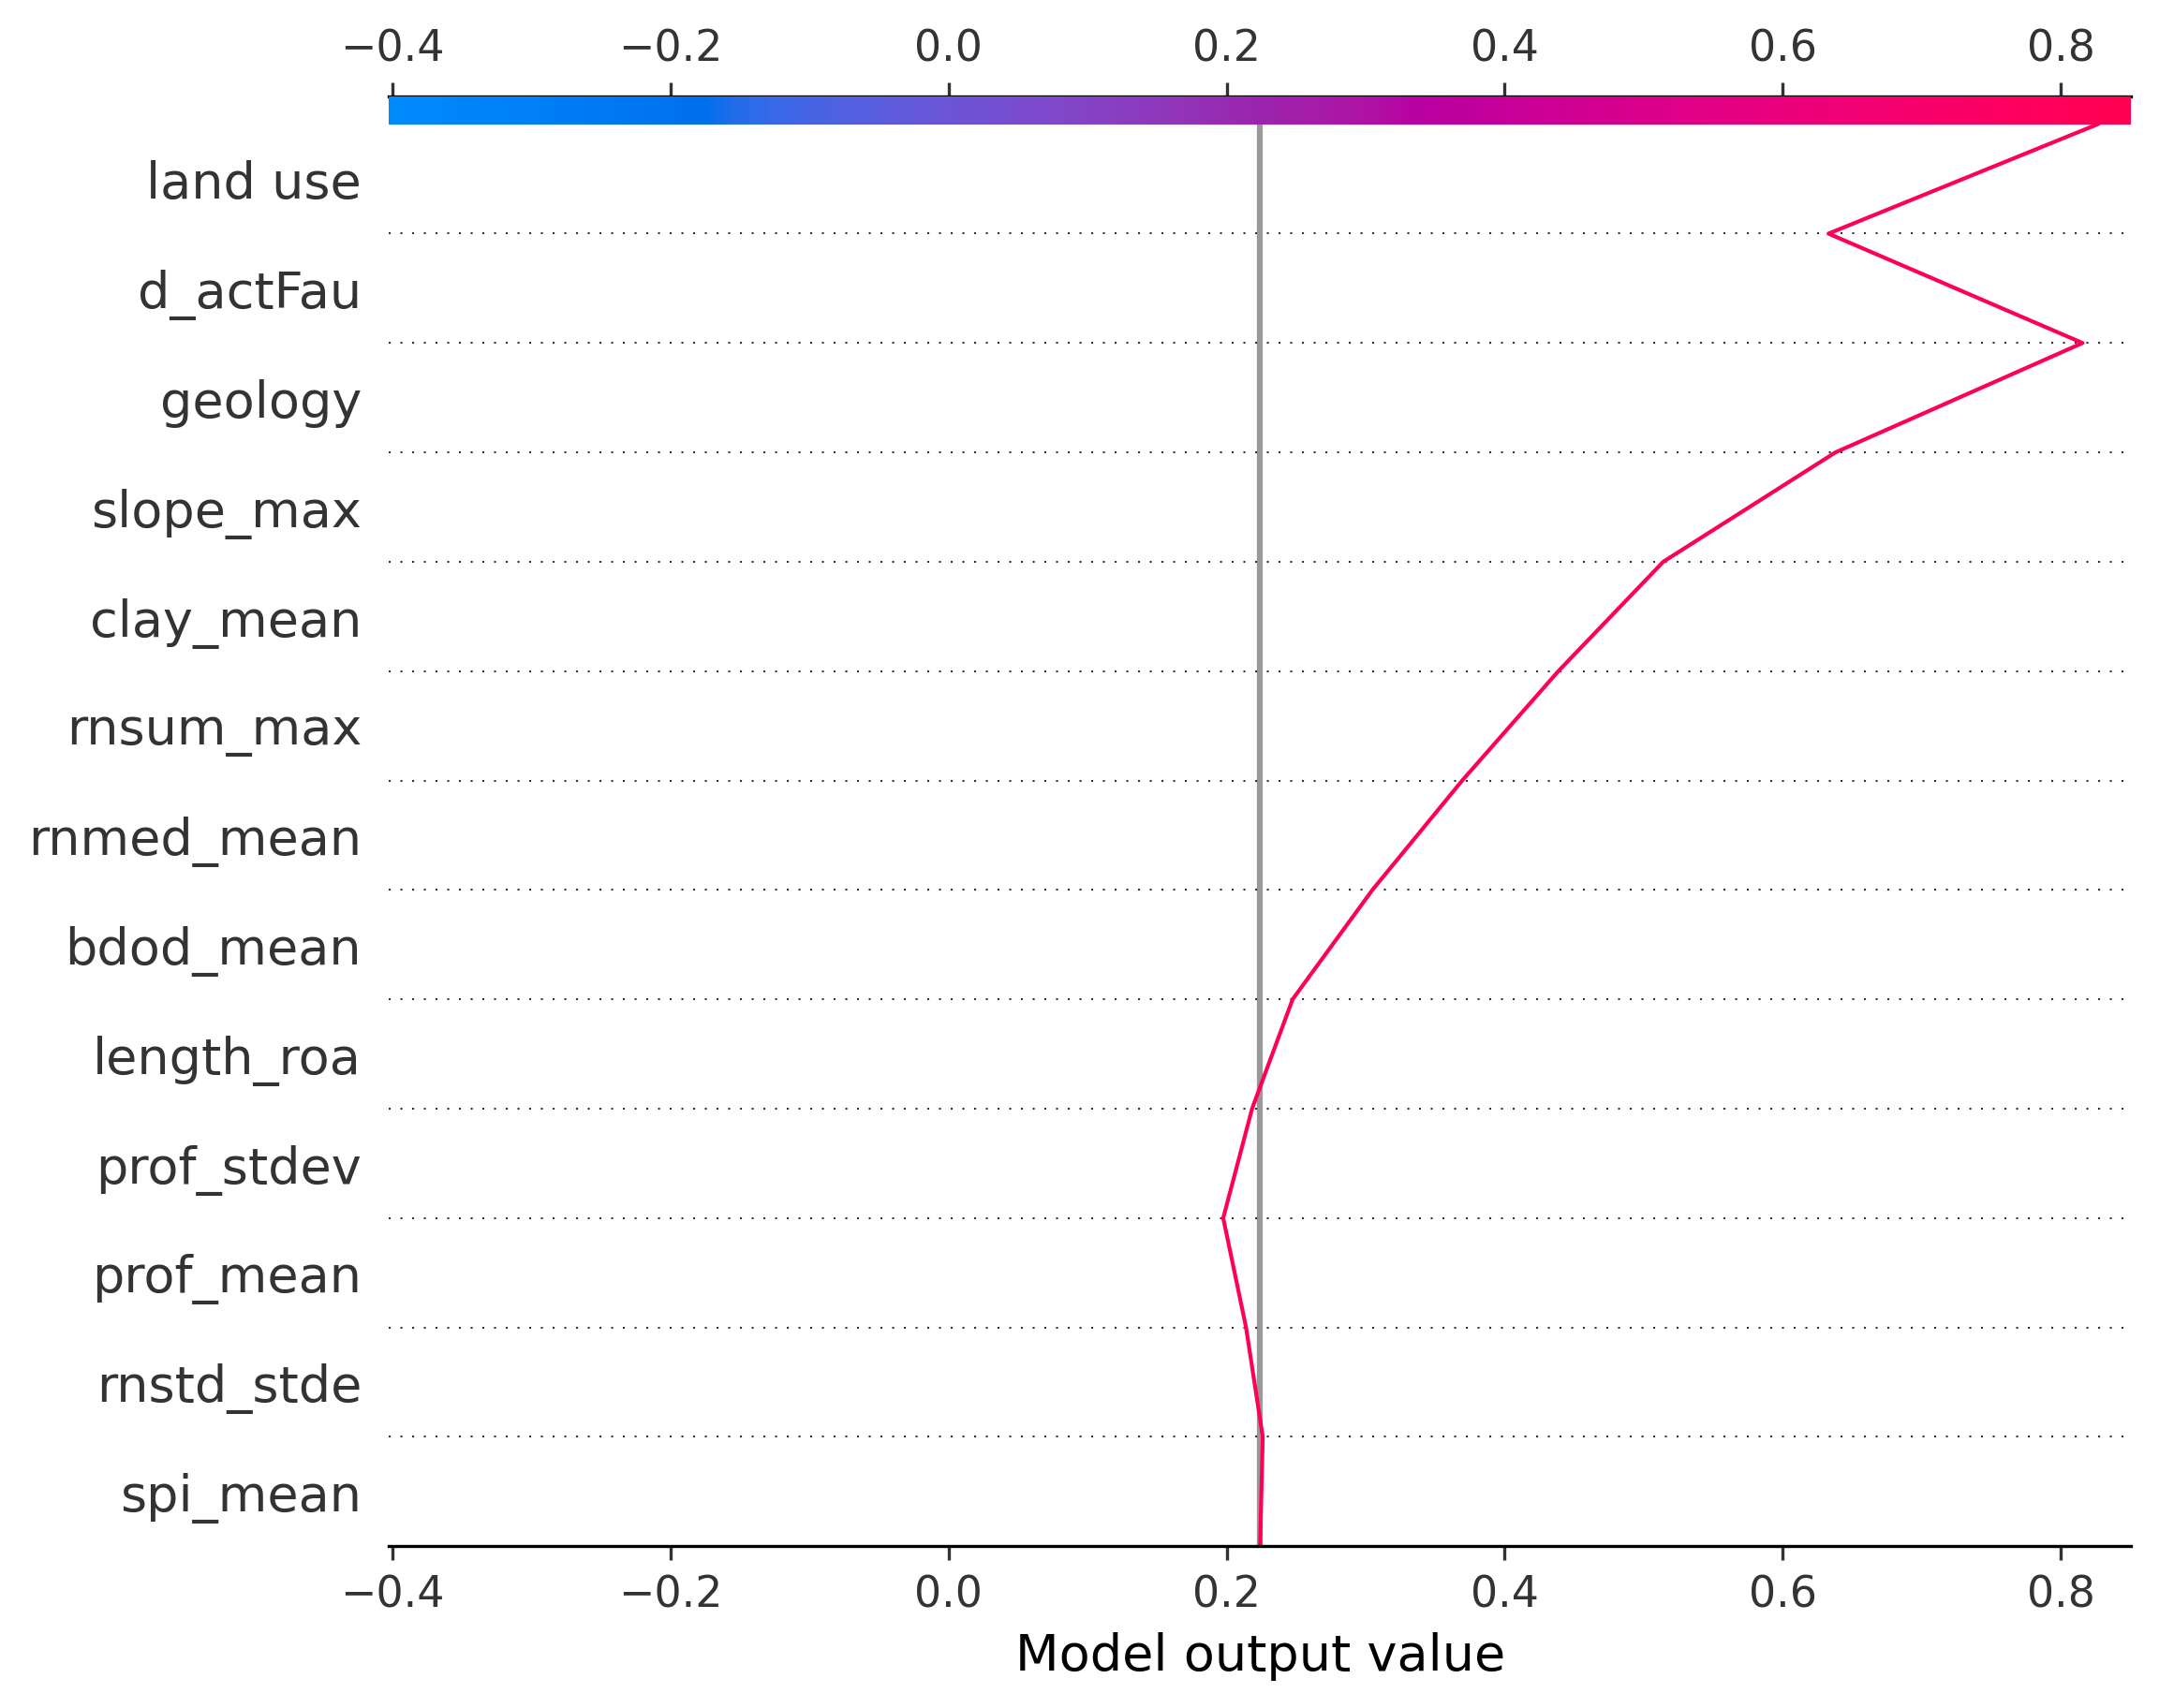 −0.4 −0.2 0.0 0.2 0.4 0.6 0.8
land use
d_actFau
geology
slope_max
clay_mean
rnsum_max
rnmed_mean
bdod_mean
length_roa
prof_stdev
prof_mean
rnstd_stde
spi_mean
−0.4 −0.2 0.0 0.2 0.4 0.6 0.8
Model output value